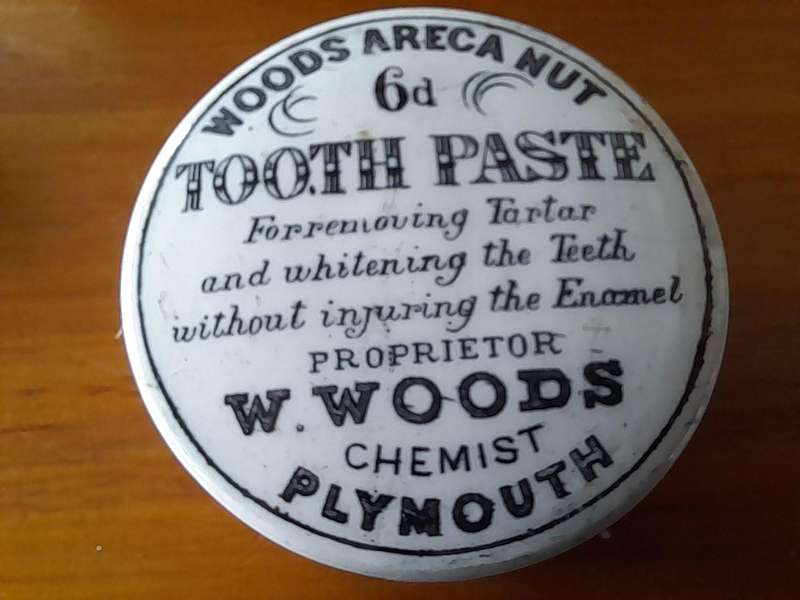 WOODS ARECA NUT
6d
TOOTH PASTE
For removing Tartar
and whitening the Teeth
without injuring the Enamel
PROPRIETOR
W. WOODS
CHEMIST
PLYMOUTH